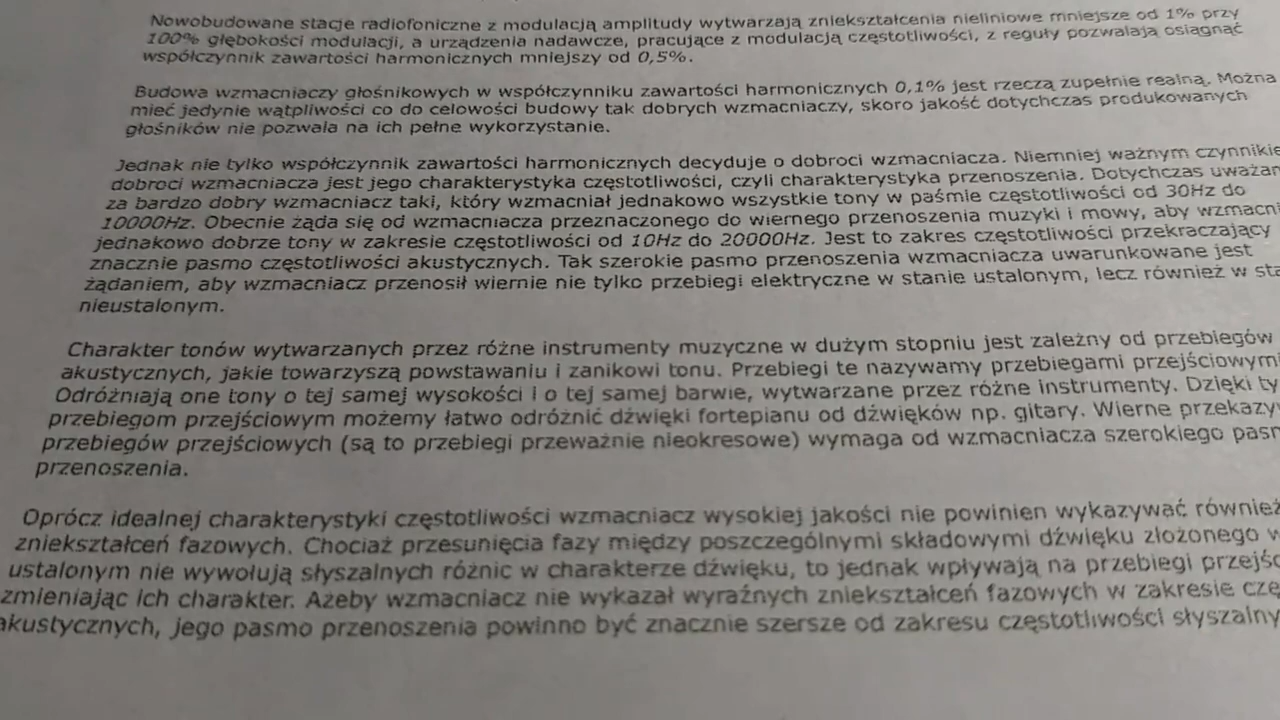 Nowobudowane stacje radiofoniczne z modulacją amplitudy wytwarzają zniekształcenia nieliniowe mniejsze od 1% przy
100% głębokości modulacji, a urządzenia nadawcze, pracujące z modulacją częstotliwości, z reguły pozwalają osiągnąć
współczynnik zawartości harmonicznych mniejszy od 0,5%.
Budowa wzmacniaczy głośnikowych w współczynniku zawartości harmonicznych 0,1% jest rzeczą zupełnie realną. Można
mieć jedynie wątpliwości co do celowości budowy tak dobrych wzmacniaczy, skoro jakość dotychczas produkowanych
głośników nie pozwala na ich pełne wykorzystanie.
Jednak nie tylko współczynnik zawartości harmonicznych decyduje o dobroci wzmacniacza. Niemniej ważnym czynnikie
dobroci wzmacniacza jest jego charakterystyka częstotliwości, czyli charakterystyka przenoszenia. Dotychczas uważan
za bardzo dobry wzmacniacz taki, który wzmacniał jednakowo wszystkie tony w paśmie częstotliwości od 30Hz do
10000Hz. Obecnie żąda się od wzmacniacza przeznaczonego do wiernego przenoszenia muzyki i mowy, aby wzmacni
jednakowo dobrze tony w zakresie częstotliwości od 10Hz do 20000Hz. Jest to zakres częstotliwości przekraczający
znacznie pasmo częstotliwości akustycznych. Tak szerokie pasmo przenoszenia wzmacniacza uwarunkowane jest
żądaniem, aby wzmacniacz przenosił wiernie nie tylko przebiegi elektryczne w stanie ustalonym, lecz również w sta
nieustalonym.
Charakter tonów wytwarzanych przez różne instrumenty muzyczne w dużym stopniu jest zależny od przebiegów
akustycznych, jakie towarzyszą powstawaniu i zanikowi tonu. Przebiegi te nazywamy przebiegami przejściowymi
Odróżniają one tony o tej samej wysokości i o tej samej barwie, wytwarzane przez różne instrumenty. Dzięki ty
przebiegom przejściowym możemy łatwo odróżnić dźwięki fortepianu od dźwięków np. gitary. Wierne przekazy
przebiegów przejściowych (są to przebiegi przeważnie nieokresowe) wymaga od wzmacniacza szerokiego pasm
przenoszenia.
Oprócz idealnej charakterystyki częstotliwości wzmacniacz wysokiej jakości nie powinien wykazywać również
zniekształceń fazowych. Chociaż przesunięcia fazy między poszczególnymi składowymi dźwięku złożonego w
ustalonym nie wywołują słyszalnych różnic w charakterze dźwięku, to jednak wpływają na przebiegi przejśc
zmieniając ich charakter. Ażeby wzmacniacz nie wykazał wyraźnych zniekształceń fazowych w zakresie czę
akustycznych, jego pasmo przenoszenia powinno być znacznie szersze od zakresu częstotliwości słyszalny